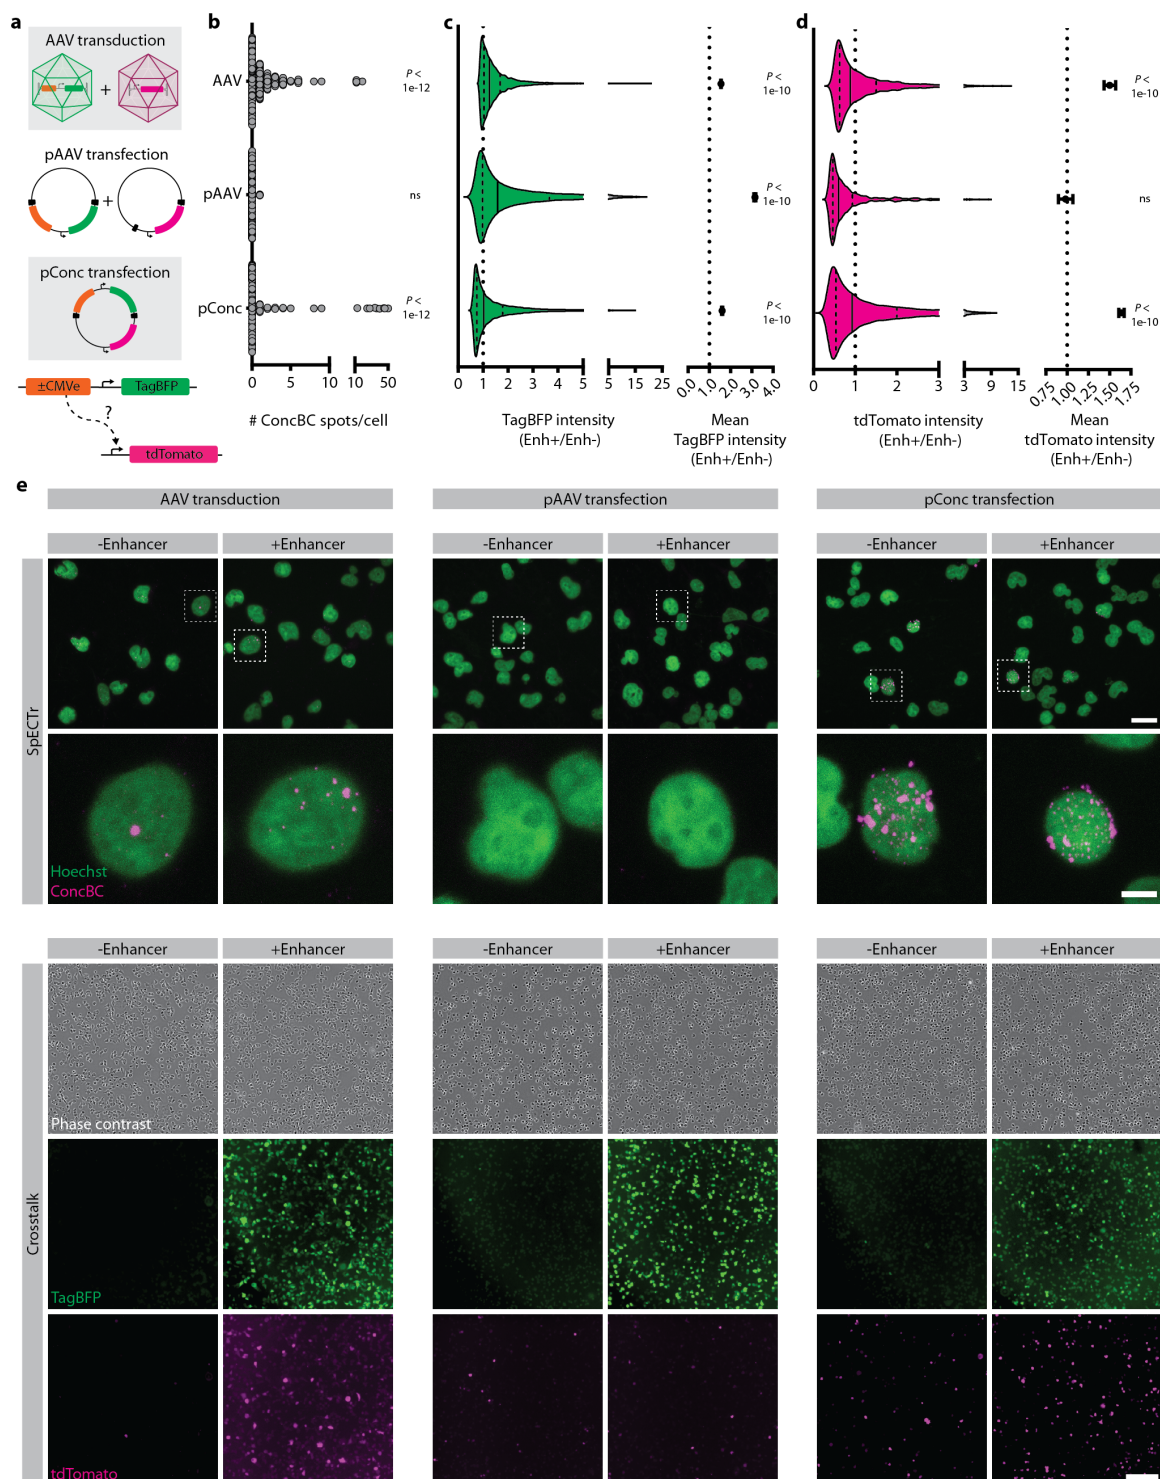 a
AAV transduction
+
pAAV transfection
+
pConc transfection
±CMVe
TagBFP
?
tdTomato
b
AAV
P <
1e-12
pAAV
ns
pConc
P <
1e-12
0
5
10
10
50
# ConcBC spots/cell
c
P <
1e-10
P <
1e-10
P <
1e-10
0
1
2
3
4
5
5
15
25
TagBFP intensity
(Enh+/Enh-)
0.0
1.0
2.0
3.0
4.0
Mean
TagBFP intensity
(Enh+/Enh-)
d
P <
1e-10
ns
P <
1e-10
0
1
2
3
3
9
15
tdTomato intensity
(Enh+/Enh-)
0.75
1.00
1.25
1.50
1.75
Mean
tdTomato intensity
(Enh+/Enh-)
e
AAV transduction
pAAV transfection
pConc transfection
-Enhancer
+Enhancer
-Enhancer
+Enhancer
-Enhancer
+Enhancer
SpECTr
Hoechst
ConcBC
-Enhancer
+Enhancer
-Enhancer
+Enhancer
-Enhancer
+Enhancer
Crosstalk
Phase contrast
TagBFP
tdTomato